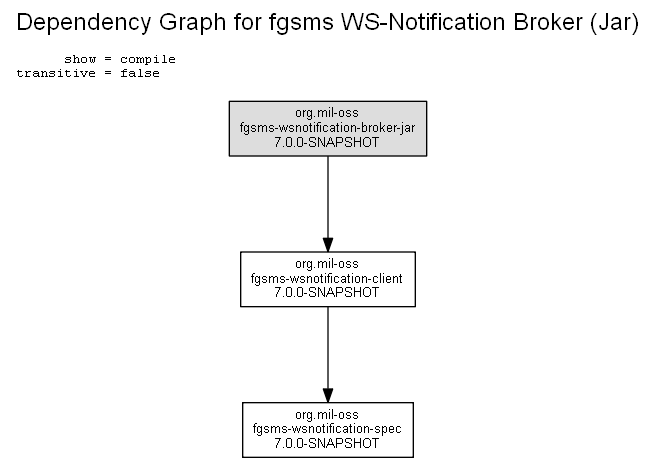 Dependency Graph for fgsms WS-Notification Broker (Jar)
show = compile
transitive = false
org.mil-oss
fgsms-wsnotification-broker-jar
7.0.0-SNAPSHOT
org.mil-oss
fgsms-wsnotification-client
7.0.0-SNAPSHOT
org.mil-oss
fgsms-wsnotification-spec
7.0.0-SNAPSHOT